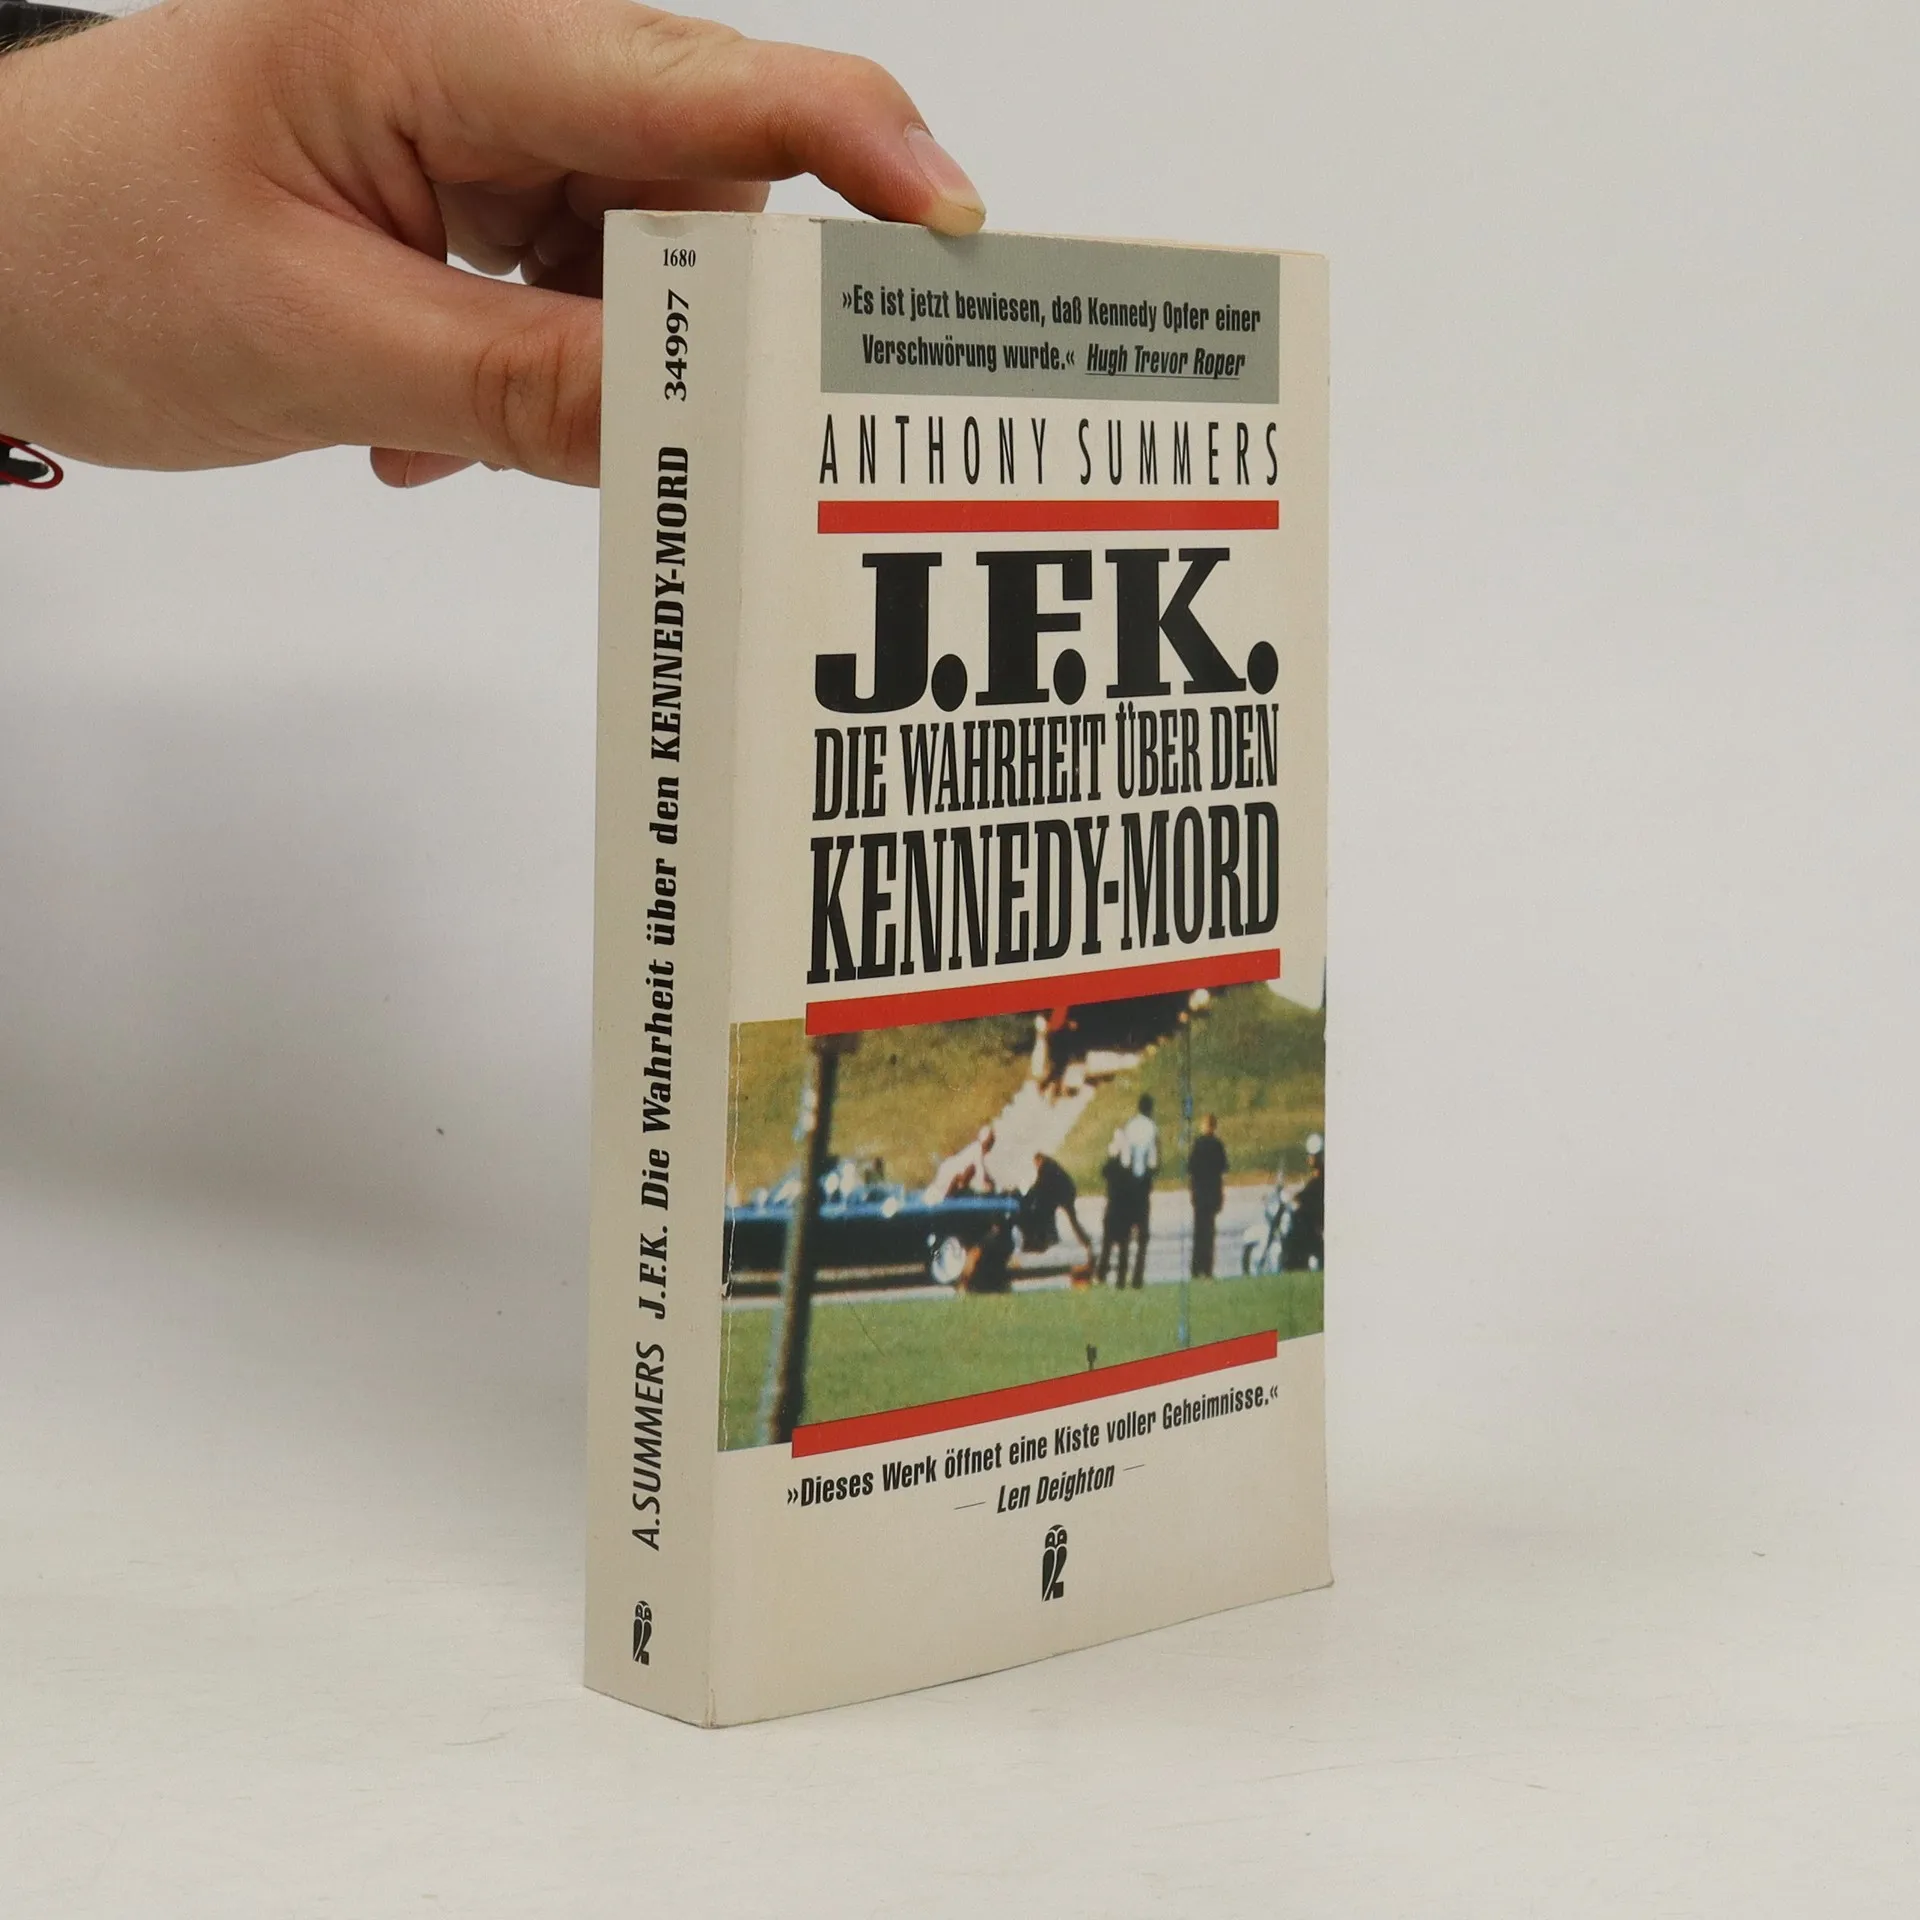 1680
34997
A.SUMMERS J.F.K. Die Wahrheit über den KENNEDY-MORD
»Es ist jetzt bewiesen, daß Kennedy Opfer einer
Verschwörung wurde.« Hugh Trevor Roper
ANTHONY SUMMERS
J.F.K.
DIE WAHRHEIT ÜBER DEN
KENNEDY-MORD
»Dieses Werk öffnet eine Kiste voller Geheimnisse.«
— Len Deighton —